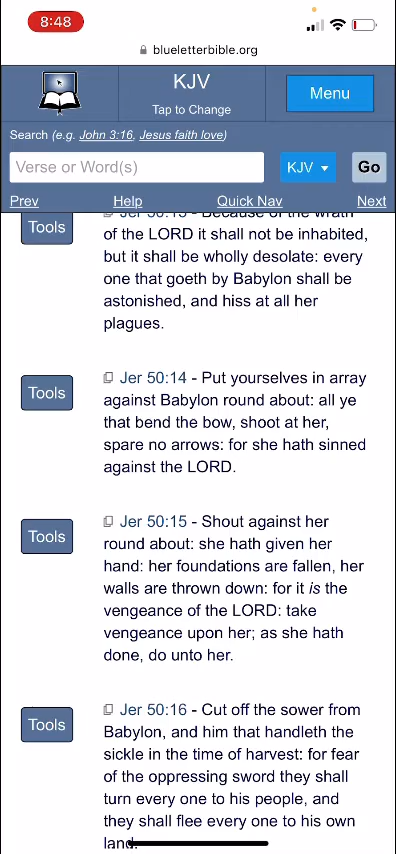 8:48
blueletterbible.org
KJV
Tap to Change
Menu
Search (e.g. John 3:16, Jesus faith love)
Verse or Word(s)
KJV
Go
Prev Help Quick Nav Next
Tools
Jer 50:13 - Because of the wrath
of the LORD it shall not be inhabited,
but it shall be wholly desolate: every
one that goeth by Babylon shall be
astonished, and hiss at all her
plagues.
Tools
Jer 50:14 - Put yourselves in array
against Babylon round about: all ye
that bend the bow, shoot at her,
spare no arrows: for she hath sinned
against the LORD.
Tools
Jer 50:15 - Shout against her
round about: she hath given her
hand: her foundations are fallen, her
walls are thrown down: for it is the
vengeance of the LORD: take
vengeance upon her; as she hath
done, do unto her.
Tools
Jer 50:16 - Cut off the sower from
Babylon, and him that handleth the
sickle in the time of harvest: for fear
of the oppressing sword they shall
turn every one to his people, and
they shall flee every one to his own
land.